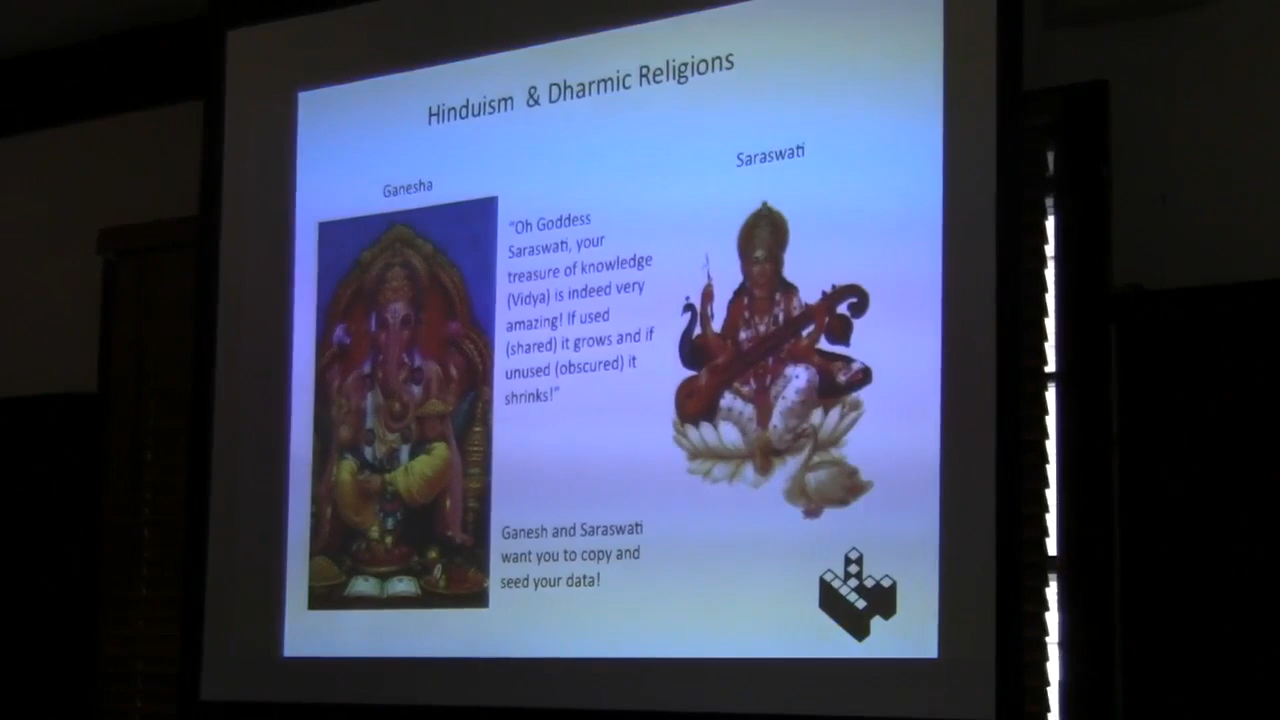 Hinduism & Dharmic Religions
Ganesha
Saraswati
"Oh Goddess
Saraswati, your
treasure of knowledge
(Vidya) is indeed very
amazing! If used
(shared) it grows and if
unused (obscured) it
shrinks!"
Ganesh and Saraswati
want you to copy and
seed your data!